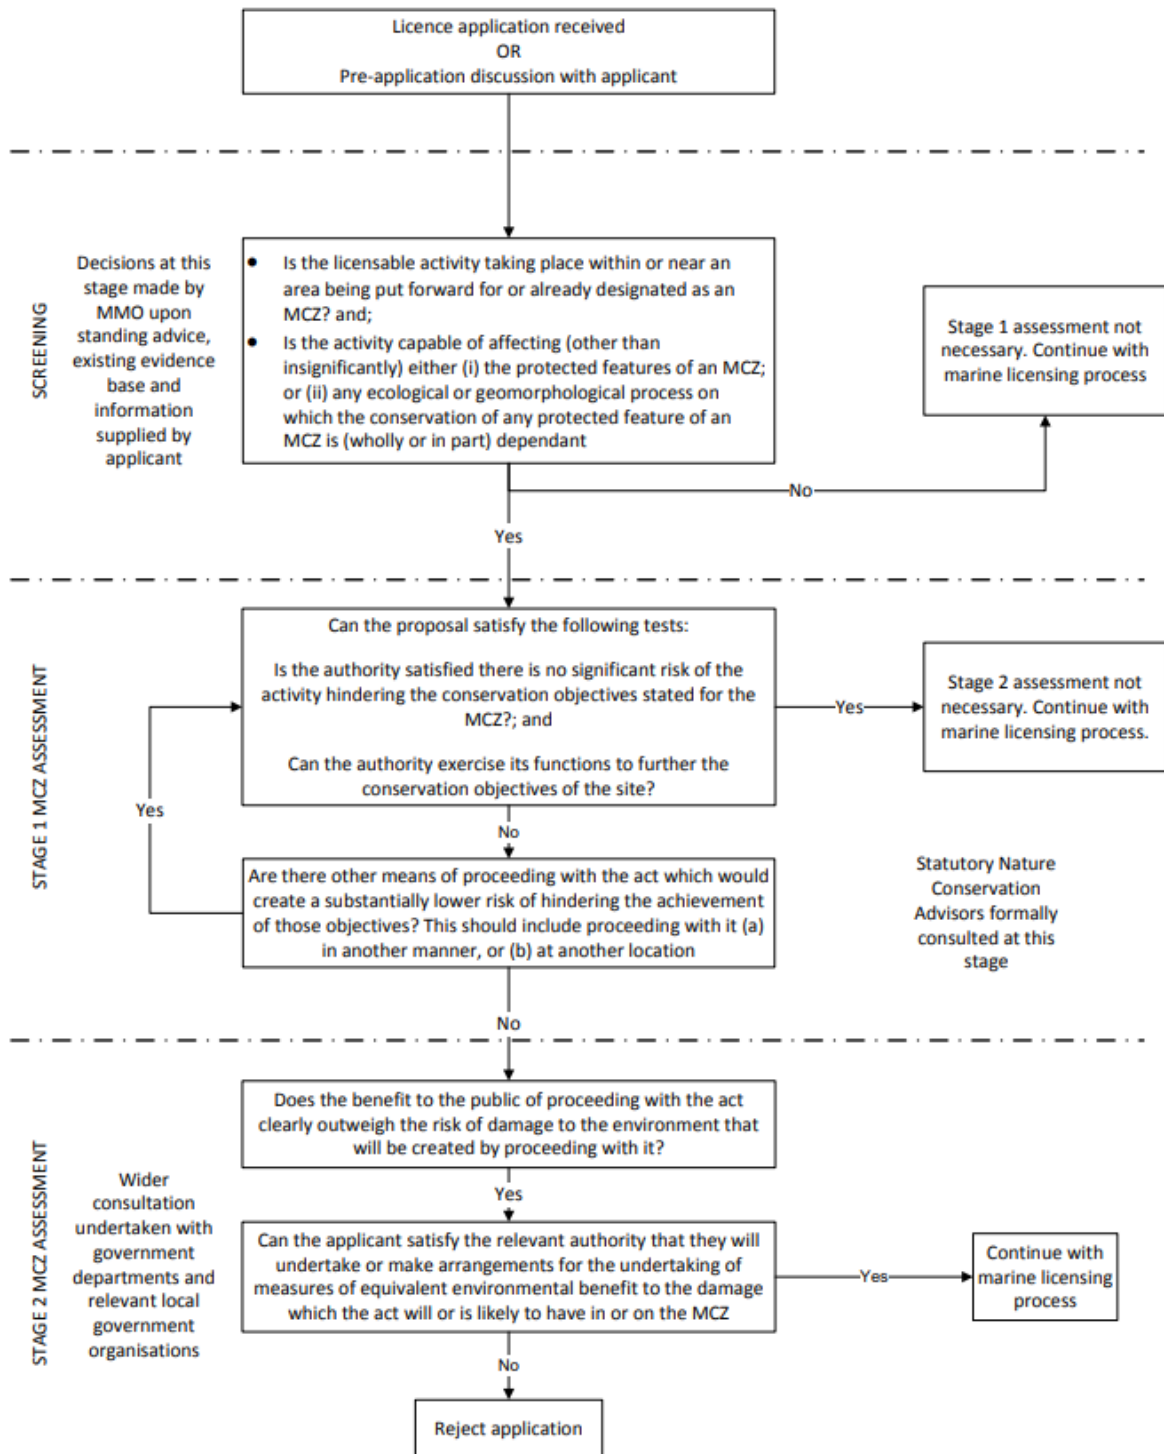 Licence application received
OR
Pre-application discussion with applicant
SCREENING
Decisions at this
stage made by
MMO upon
standing advice,
existing evidence
base and
information
supplied by
applicant
● Is the licensable activity taking place within or near an
area being put forward for or already designated as an
MCZ? and;
● Is the activity capable of affecting (other than
insignificantly) either (i) the protected features of an MCZ;
or (ii) any ecological or geomorphological process on
which the conservation of any protected feature of an
MCZ is (wholly or in part) dependant
Stage 1 assessment not
necessary. Continue with
marine licensing process
No
Yes
STAGE 1 MCZ ASSESSMENT
Can the proposal satisfy the following tests:
Is the authority satisfied there is no significant risk of the
activity hindering the conservation objectives stated for the
MCZ?; and
Can the authority exercise its functions to further the
conservation objectives of the site?
Yes
Stage 2 assessment not
necessary. Continue with
marine licensing process.
Yes
No
Are there other means of proceeding with the act which would
create a substantially lower risk of hindering the achievement
of those objectives? This should include proceeding with it (a)
in another manner, or (b) at another location
Statutory Nature
Conservation
Advisors formally
consulted at this
stage
No
STAGE 2 MCZ ASSESSMENT
Wider
consultation
undertaken with
government
departments and
relevant local
government
organisations
Does the benefit to the public of proceeding with the act
clearly outweigh the risk of damage to the environment that
will be created by proceeding with it?
Yes
Can the applicant satisfy the relevant authority that they will
undertake or make arrangements for the undertaking of
measures of equivalent environmental benefit to the damage
which the act will or is likely to have in or on the MCZ
Yes
Continue with
marine licensing
process
No
Reject application